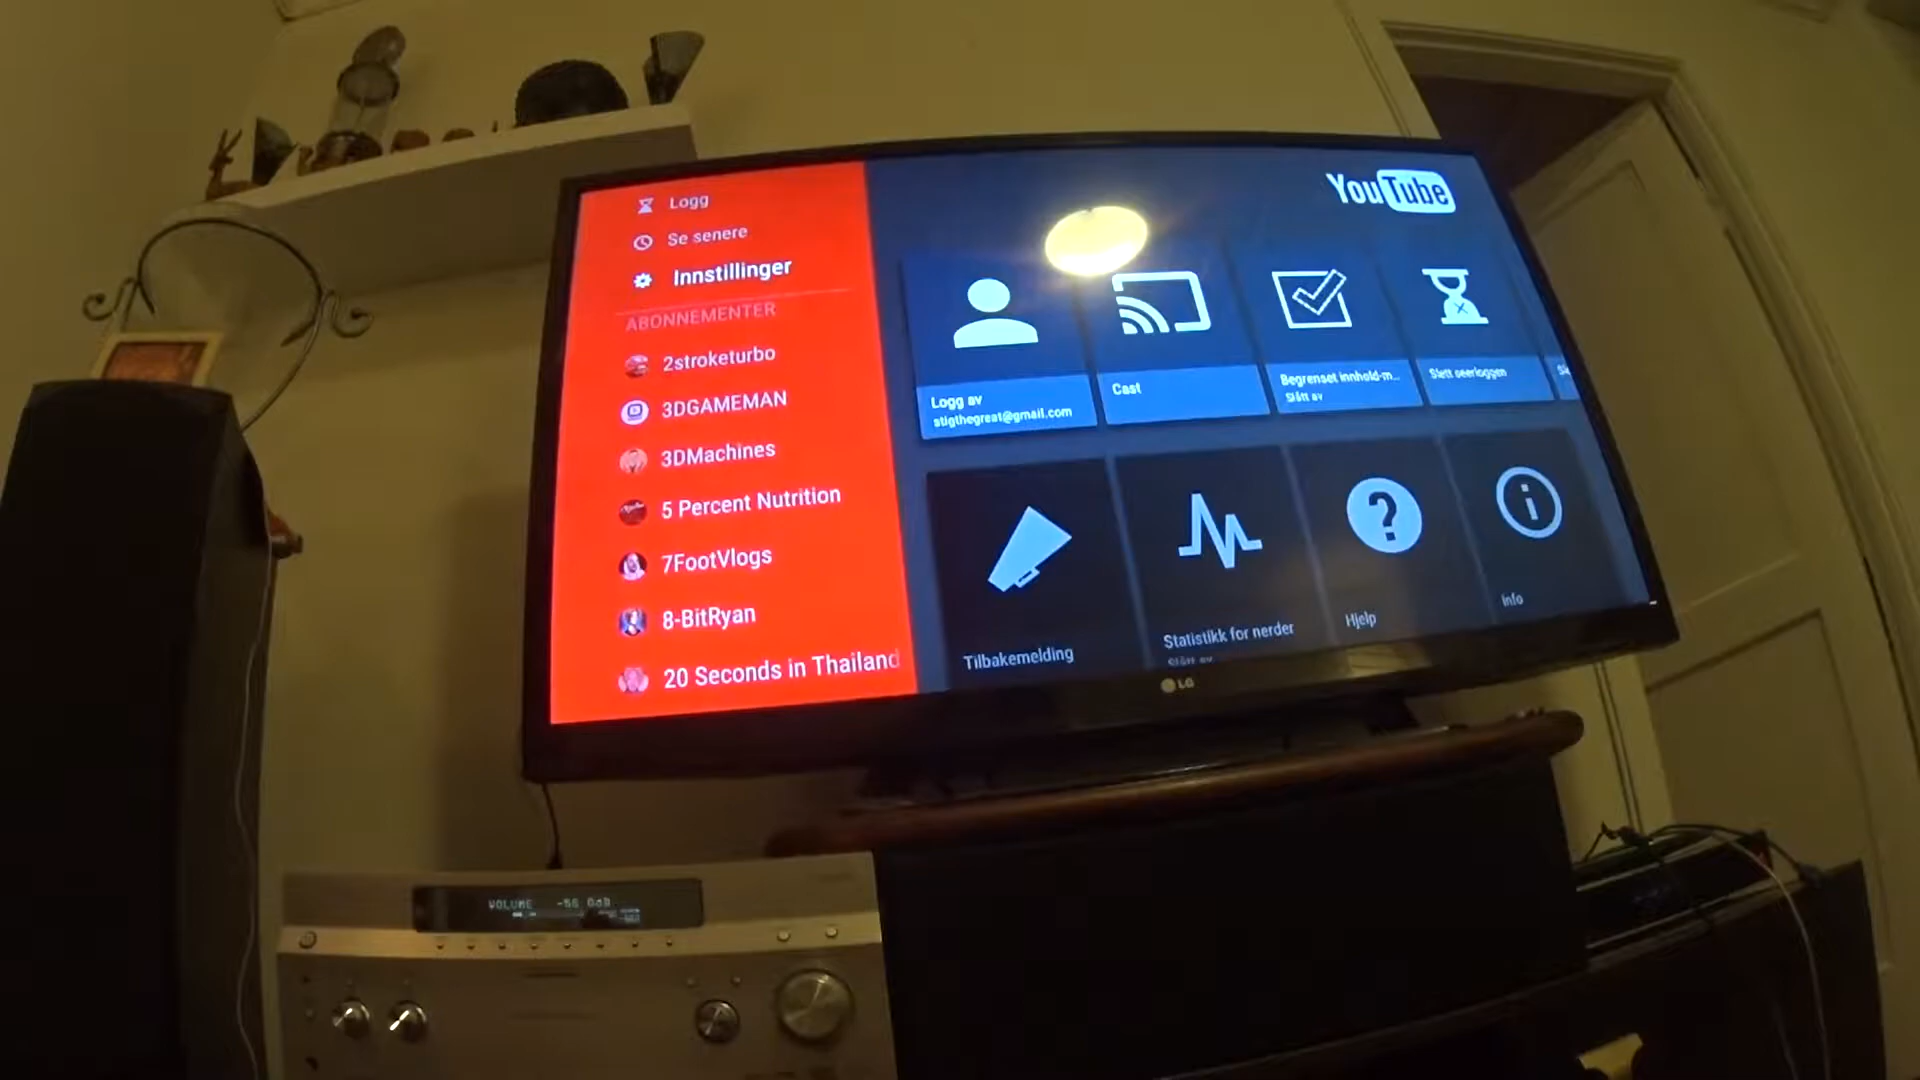 Logg
Se senere
Innstillinger
ABONNEMENTER
2stroketurbo
3DGAMEMAN
3DMachines
5 Percent Nutrition
7FootVlogs
8-BitRyan
20 Seconds in Thailand
YouTube
Logg av
stigthegreat@gmail.com
Cast
Begrenset innhold-m...
Slått av
Slett seerloggen
Tilbakemelding
Statistikk for nerder
Slått av
Hjelp
Info
LG
VOLUME